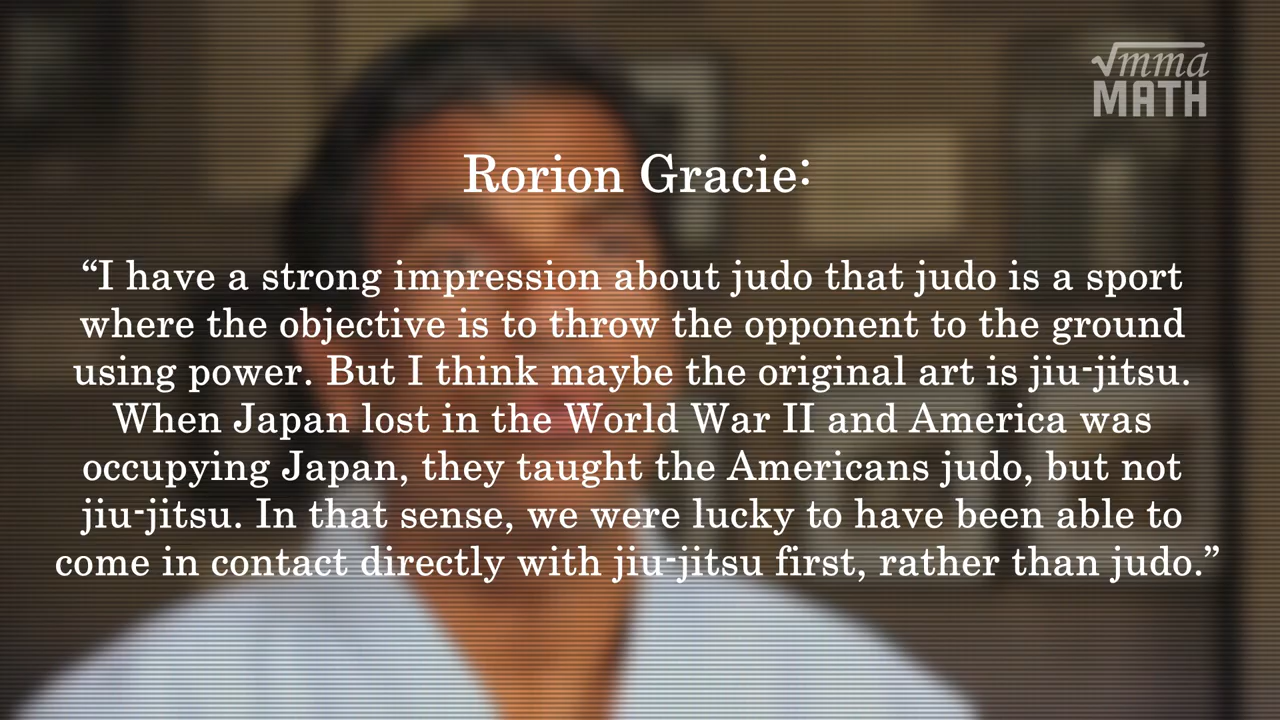 √mma
MATH
Rorion Gracie:
“I have a strong impression about judo that judo is a sport
where the objective is to throw the opponent to the ground
using power. But I think maybe the original art is jiu-jitsu.
When Japan lost in the World War II and America was
occupying Japan, they taught the Americans judo, but not
jiu-jitsu. In that sense, we were lucky to have been able to
come in contact directly with jiu-jitsu first, rather than judo.”